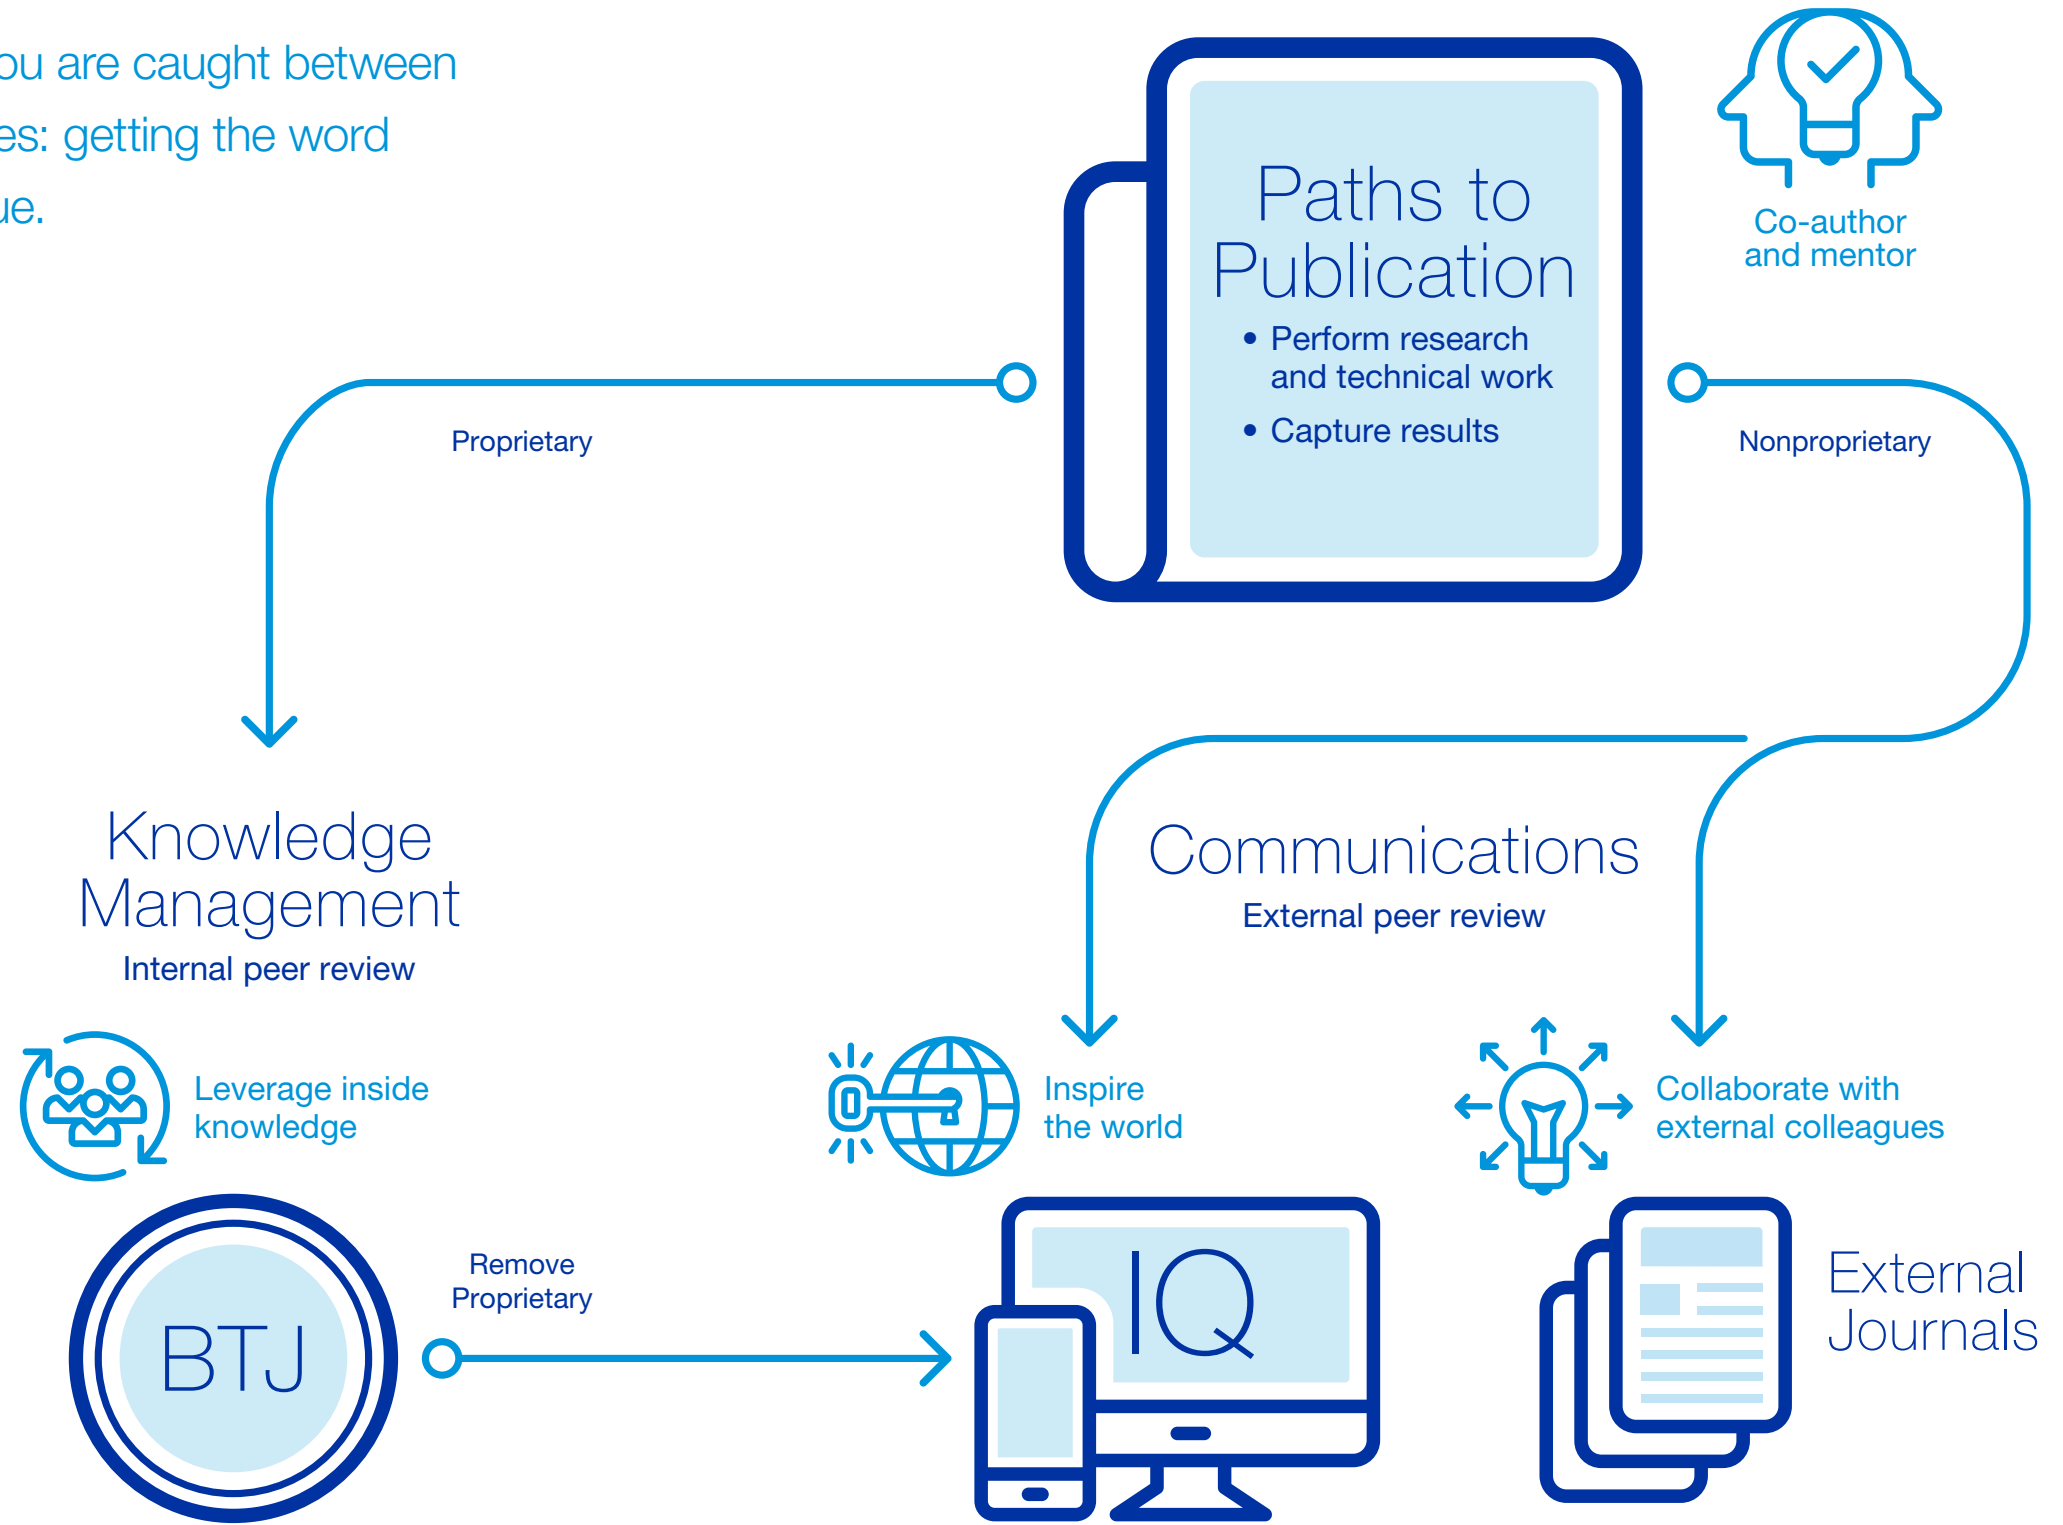 ou are caught between
es: getting the word
ue.
Paths to
Publication
• Perform research
and technical work
• Capture results
Co-author
and mentor
Proprietary
Nonproprietary
Knowledge
Management
Internal peer review
Communications
External peer review
Leverage inside
knowledge
Inspire
the world
Collaborate with
external colleagues
BTJ
Remove
Proprietary
IQ
External
Journals